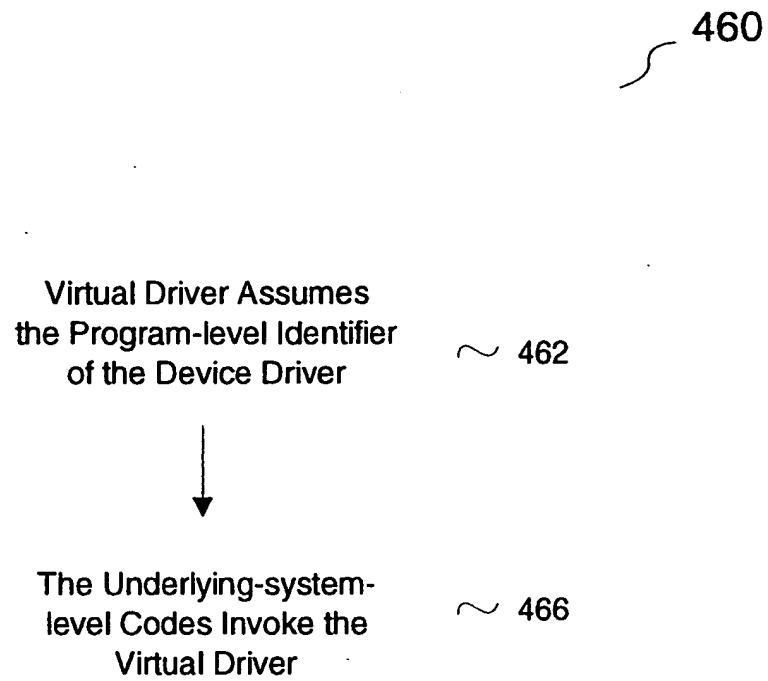 460
Virtual Driver Assumes
the Program-level Identifier
of the Device Driver
462
The Underlying-system-
level Codes Invoke the
Virtual Driver
466